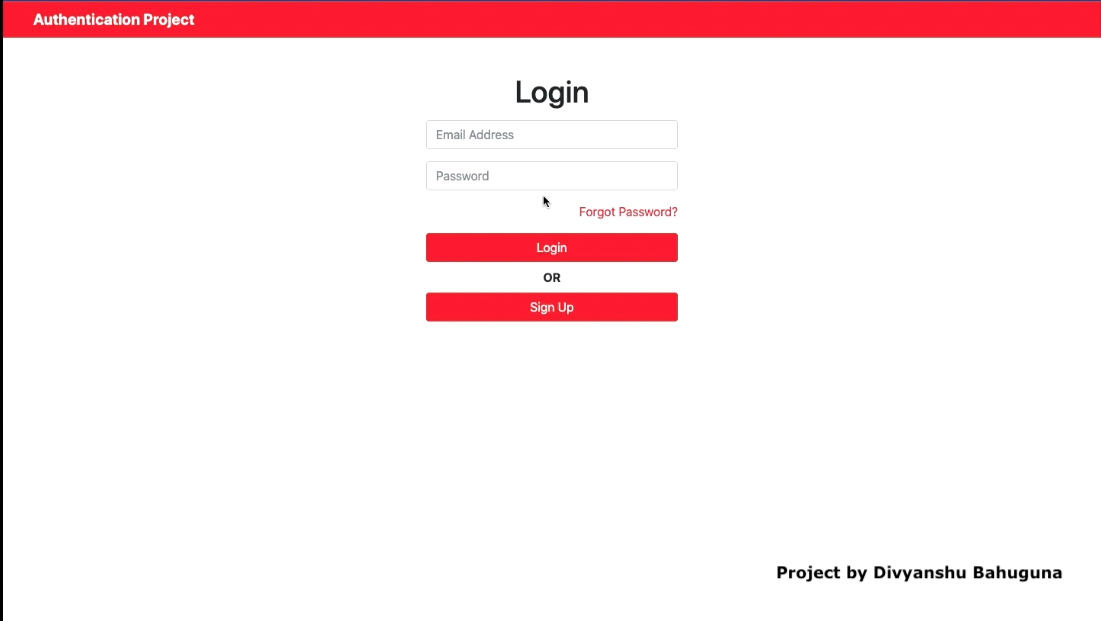 Authentication Project
Login
Email Address
Password
Forgot Password?
Login
OR
Sign Up
Project by Divyanshu Bahuguna